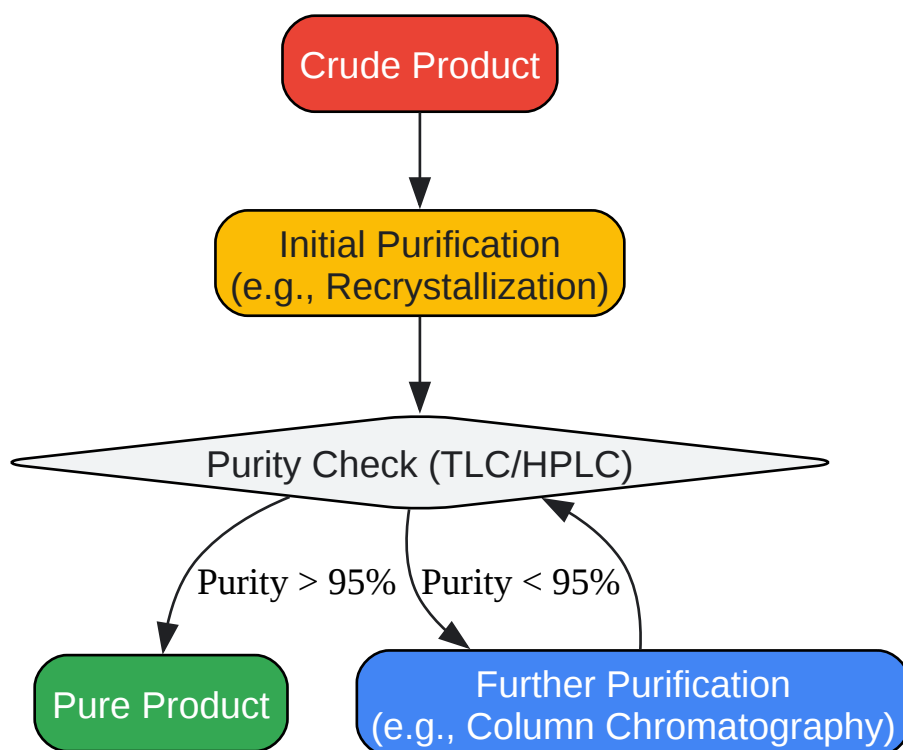 Crude Product
Initial Purification
(e.g., Recrystallization)
Purity Check (TLC/HPLC)
Purity > 95%
Purity < 95%
Pure Product
Further Purification
(e.g., Column Chromatography)